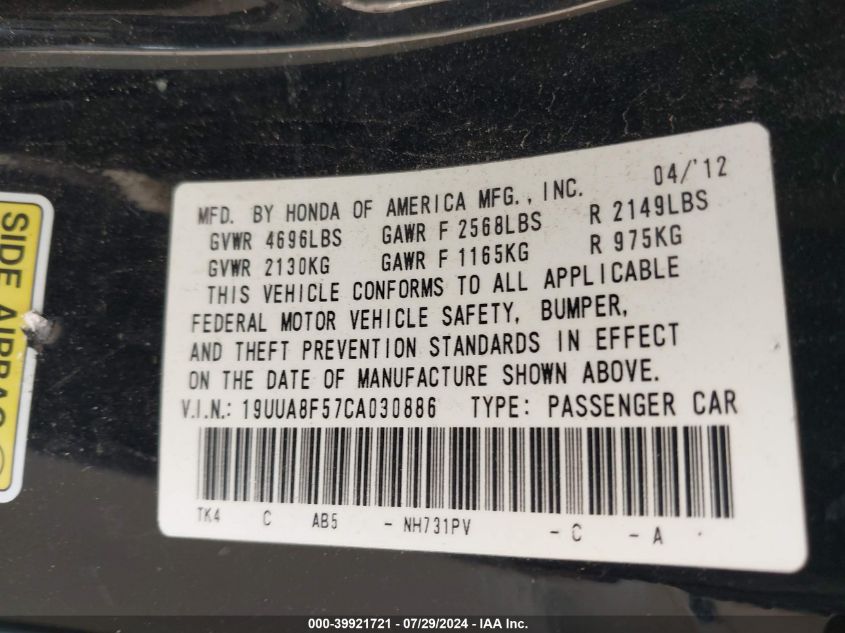 SIDE AIRBAG
MFD. BY HONDA OF AMERICA MFG., INC. 04/'12
GVWR 4696LBS GAWR F 2568LBS R 2149LBS
GVWR 2130KG GAWR F 1165KG R 975KG
THIS VEHICLE CONFORMS TO ALL APPLICABLE
FEDERAL MOTOR VEHICLE SAFETY, BUMPER,
AND THEFT PREVENTION STANDARDS IN EFFECT
ON THE DATE OF MANUFACTURE SHOWN ABOVE.
V.I.N.: 19UUA8F57CA030886 TYPE: PASSENGER CAR
TK4 C AB5 - NH731PV - C - A
000-39921721 - 07/29/2024 - IAA Inc.